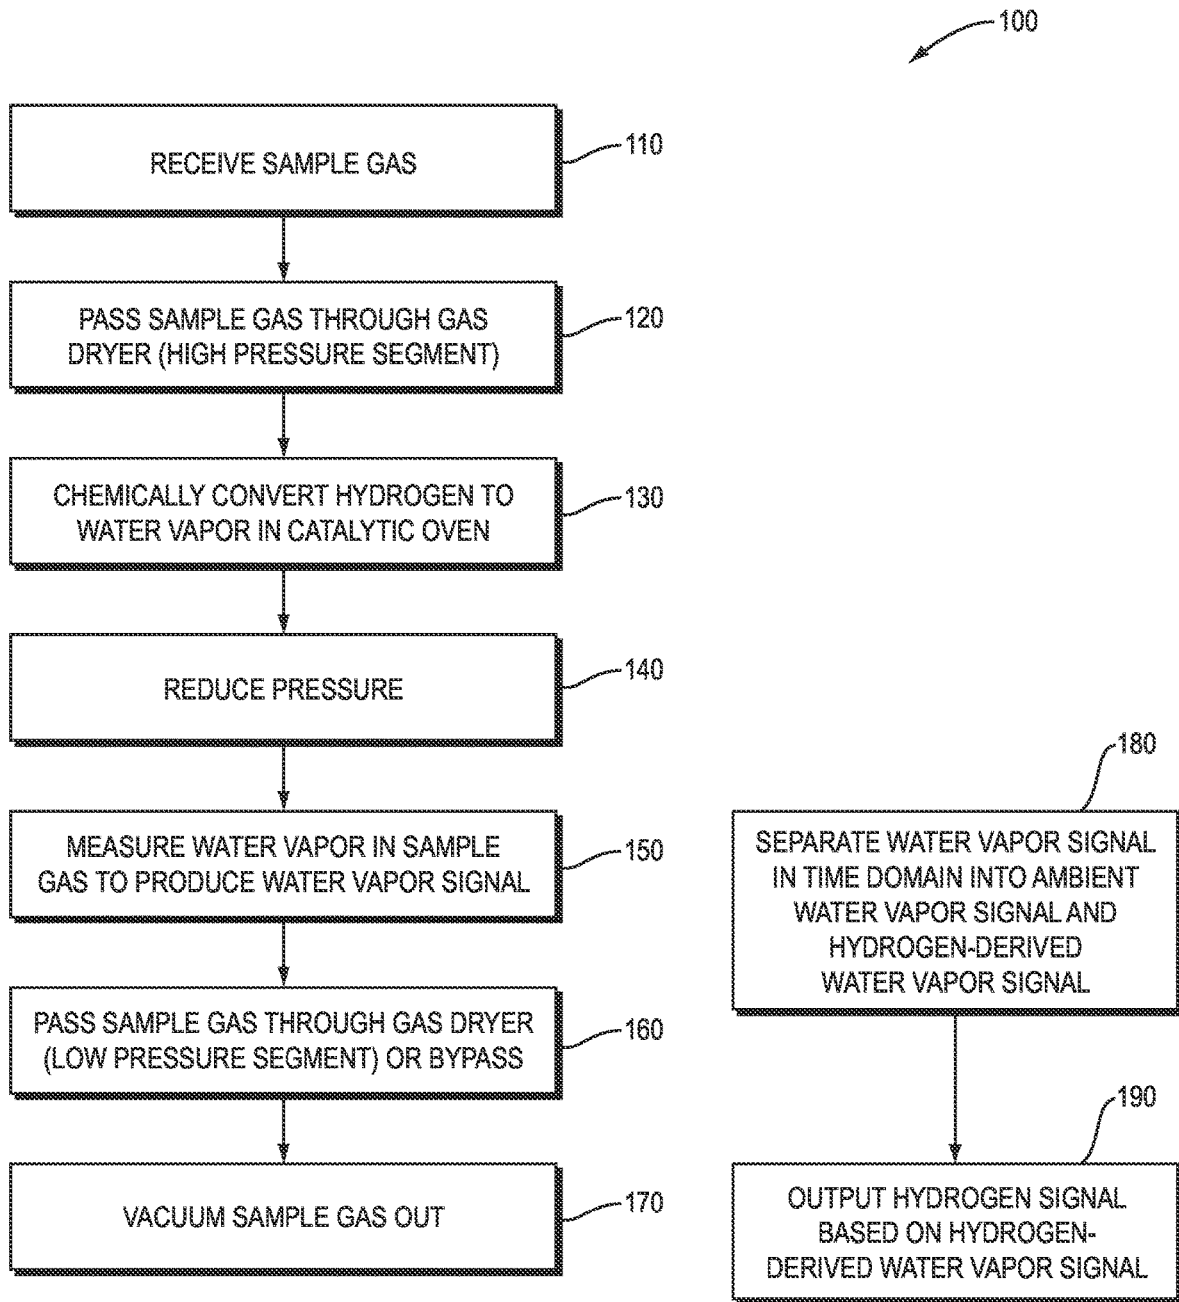 100
RECEIVE SAMPLE GAS
110
PASS SAMPLE GAS THROUGH GAS
DRYER (HIGH PRESSURE SEGMENT)
120
CHEMICALLY CONVERT HYDROGEN TO
WATER VAPOR IN CATALYTIC OVEN
130
REDUCE PRESSURE
140
MEASURE WATER VAPOR IN SAMPLE
GAS TO PRODUCE WATER VAPOR SIGNAL
150
PASS SAMPLE GAS THROUGH GAS DRYER
(LOW PRESSURE SEGMENT) OR BYPASS
160
VACUUM SAMPLE GAS OUT
170
180
SEPARATE WATER VAPOR SIGNAL
IN TIME DOMAIN INTO AMBIENT
WATER VAPOR SIGNAL AND
HYDROGEN-DERIVED
WATER VAPOR SIGNAL
190
OUTPUT HYDROGEN SIGNAL
BASED ON HYDROGEN-
DERIVED WATER VAPOR SIGNAL